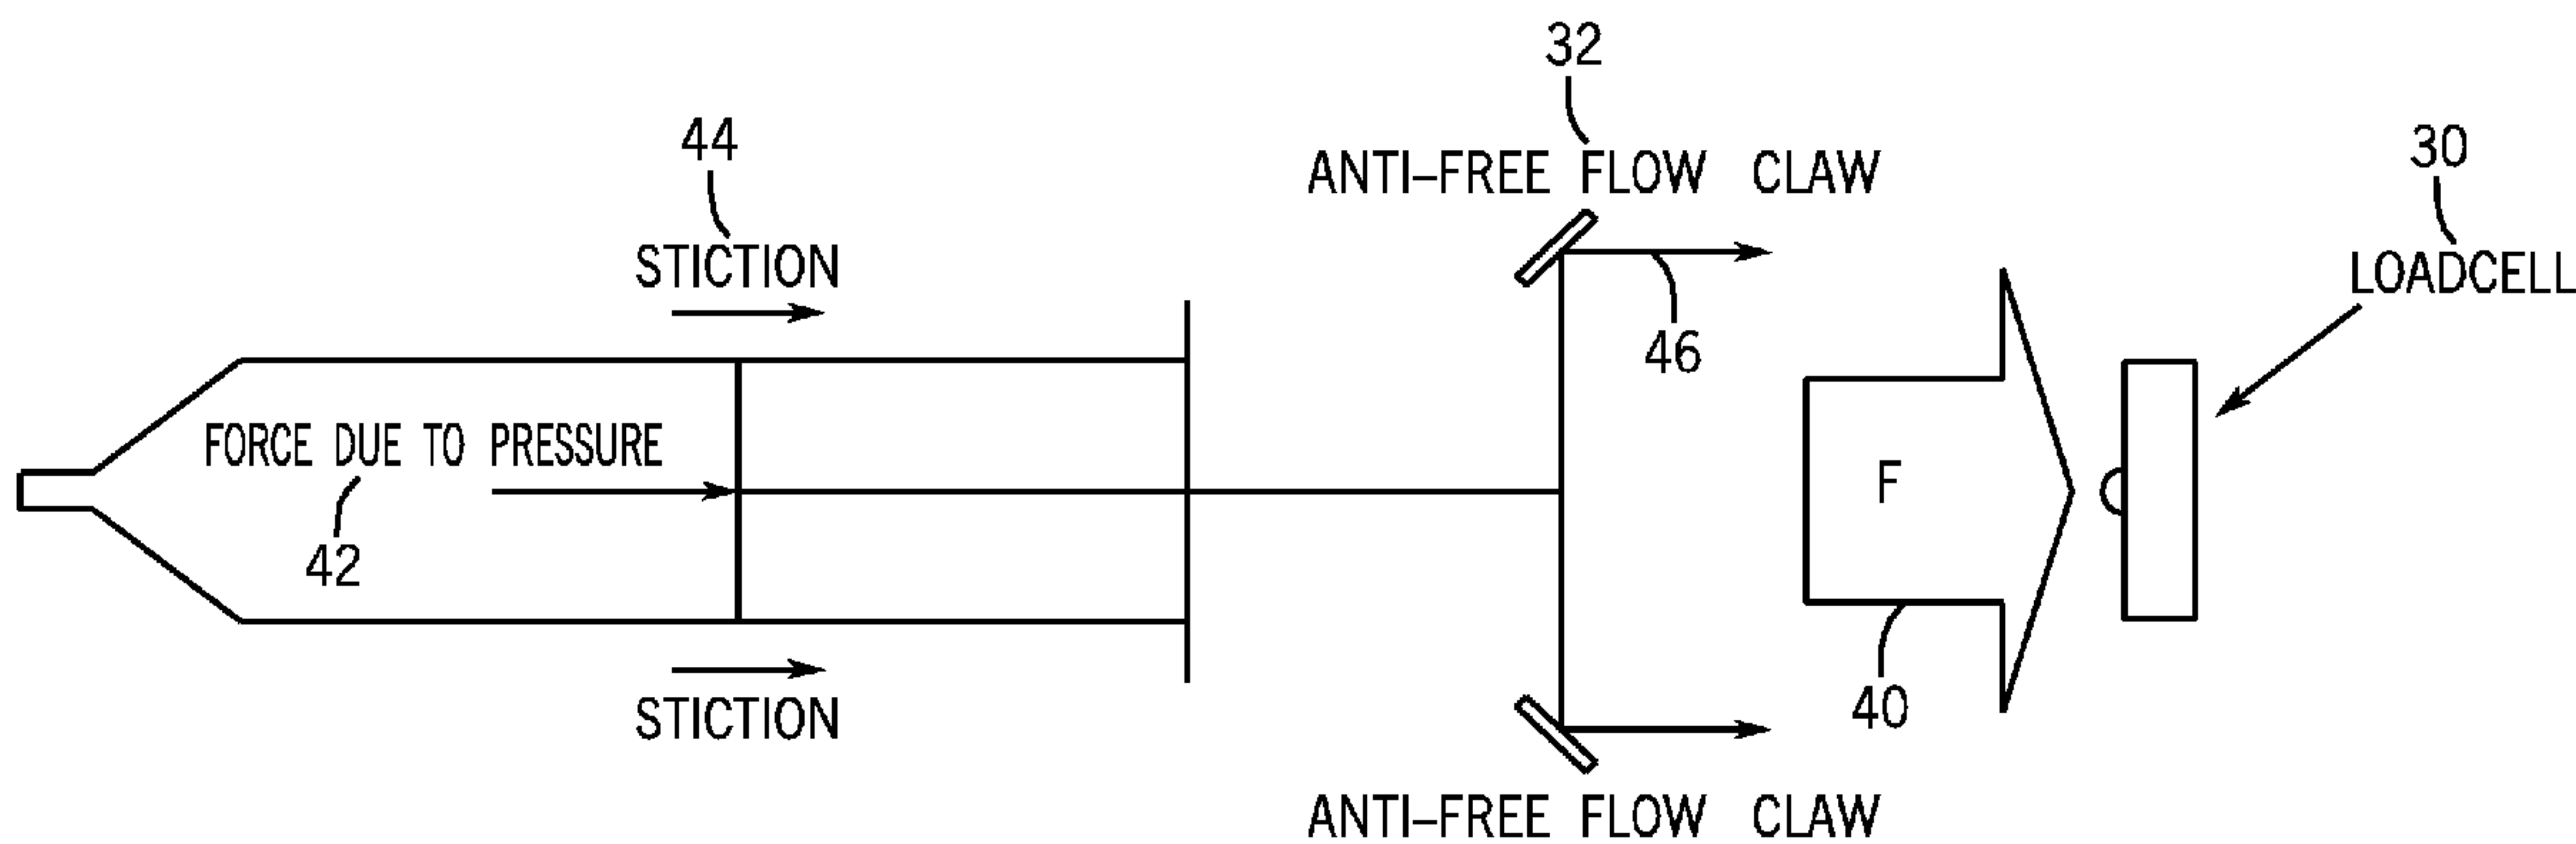 32
44
ANTI-FREE FLOW CLAW
30
STICTION
LOADCELL
46
FORCE DUE TO PRESSURE
F
42
40
STICTION
ANTI-FREE FLOW CLAW